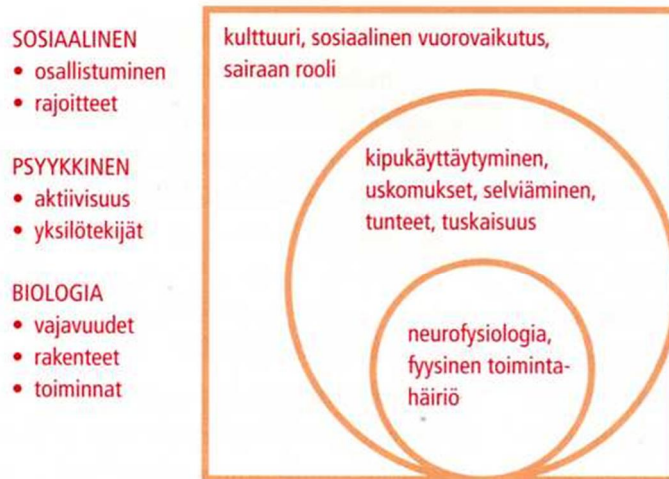 SOSIAALINEN
• osallistuminen
• rajoitteet
PSYYKKINEN
• aktiivisuus
• yksilötekijät
BIOLOGIA
• vajavuudet
• rakenteet
• toiminnat
kulttuuri, sosiaalinen vuorovaikutus,
sairaan rooli
kipukäyttäytyminen,
uskomukset, selviäminen,
tunteet, tuskaisuus
neurofysiologia,
fyysinen toiminta-
häiriö